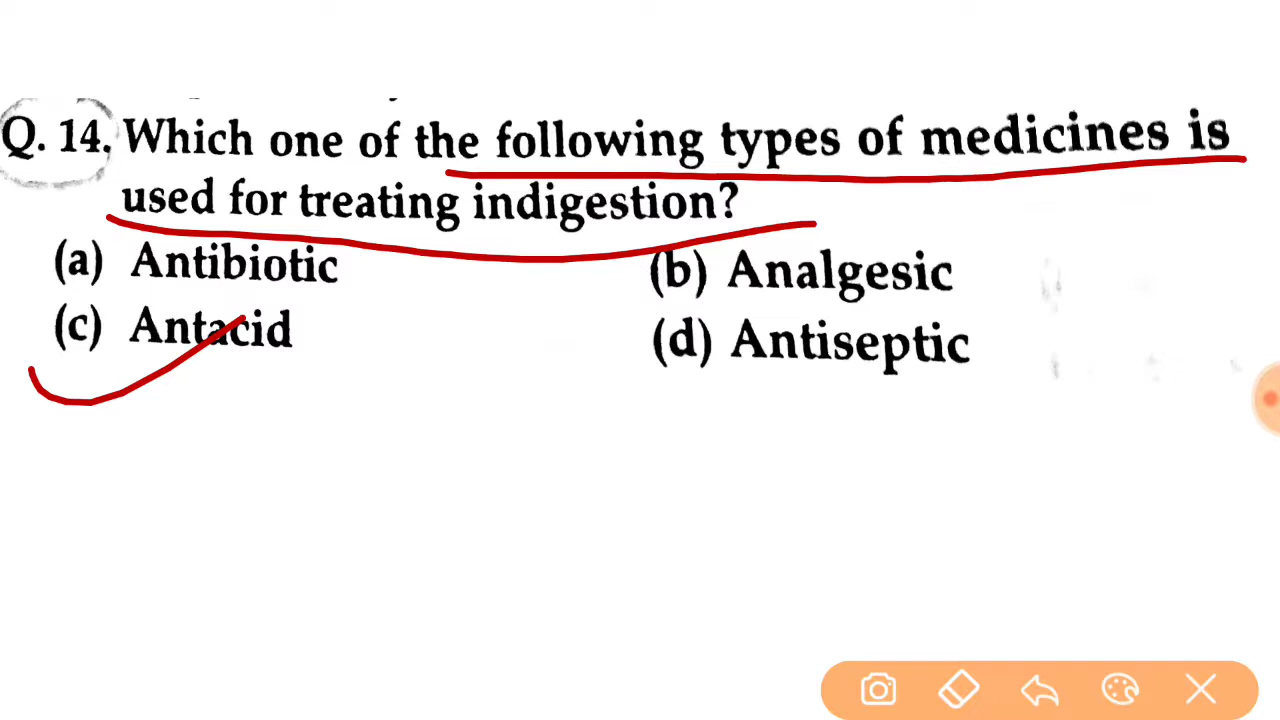 Q. 14. Which one of the following types of medicines is
used for treating indigestion?
(a) Antibiotic (b) Analgesic
(c) Antacid (d) Antiseptic